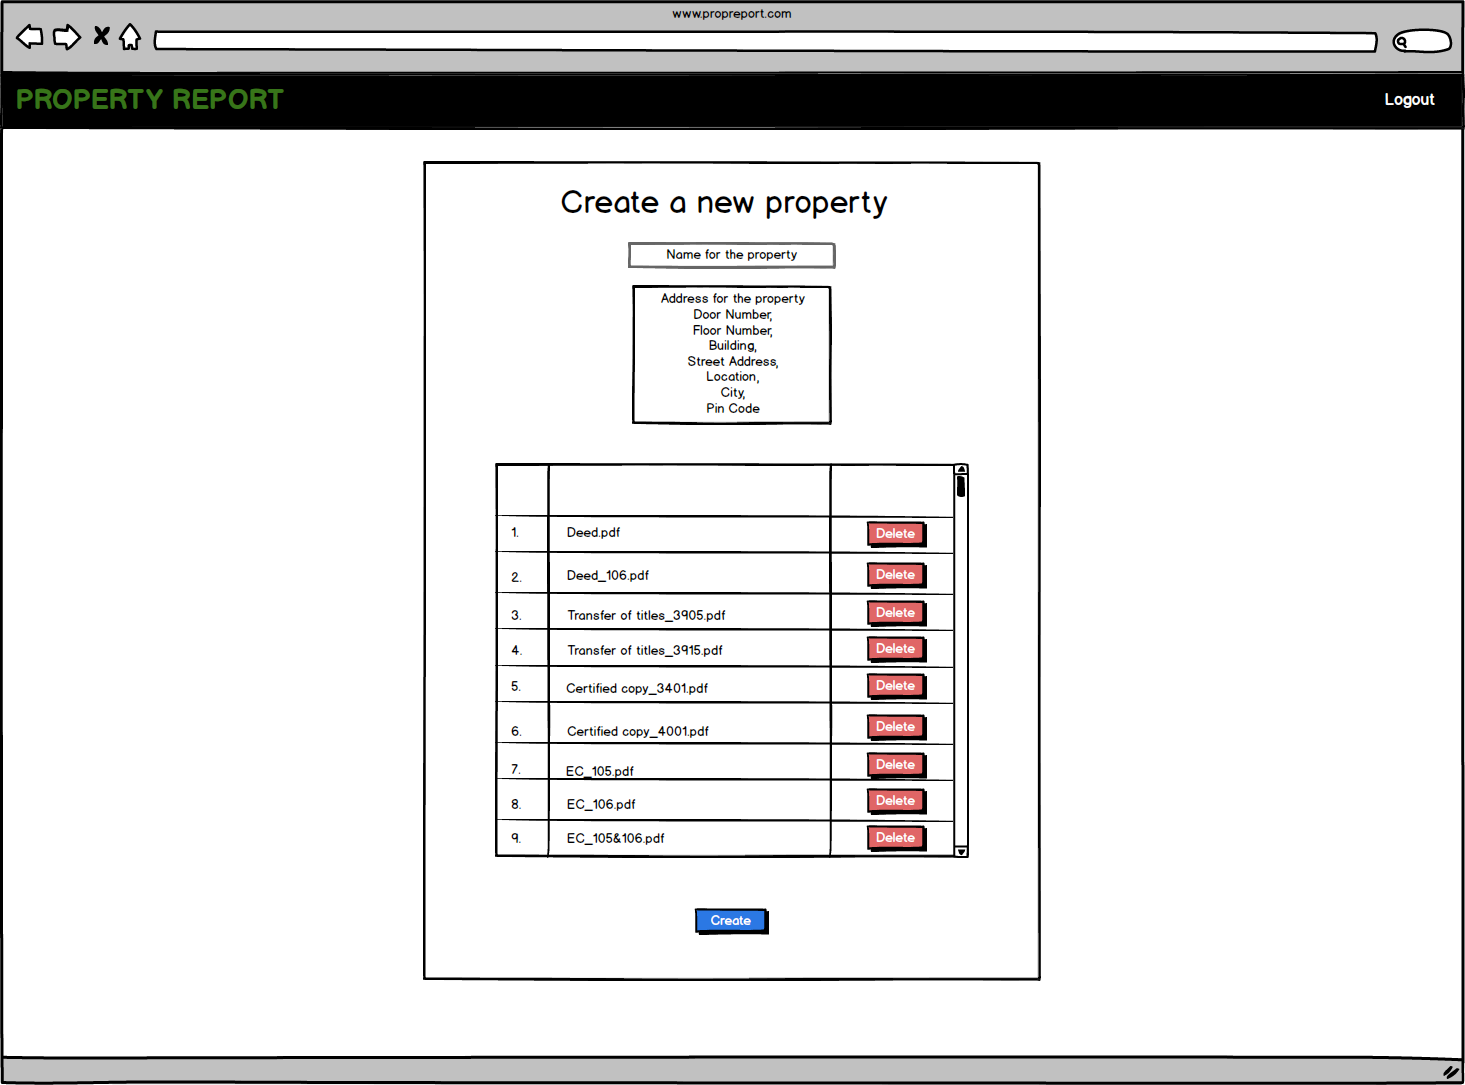 www.propreport.com
PROPERTY REPORT
Logout
Create a new property
Name for the property
Address for the property
Door Number,
Floor Number,
Building,
Street Address,
Location,
City,
Pin Code
1. Deed.pdf Delete
2. Deed_106.pdf Delete
3. Transfer of titles_3905.pdf Delete
4. Transfer of titles_3915.pdf Delete
5. Certified copy_3401.pdf Delete
6. Certified copy_4001.pdf Delete
7. EC_105.pdf Delete
8. EC_106.pdf Delete
9. EC_105&106.pdf Delete
Create